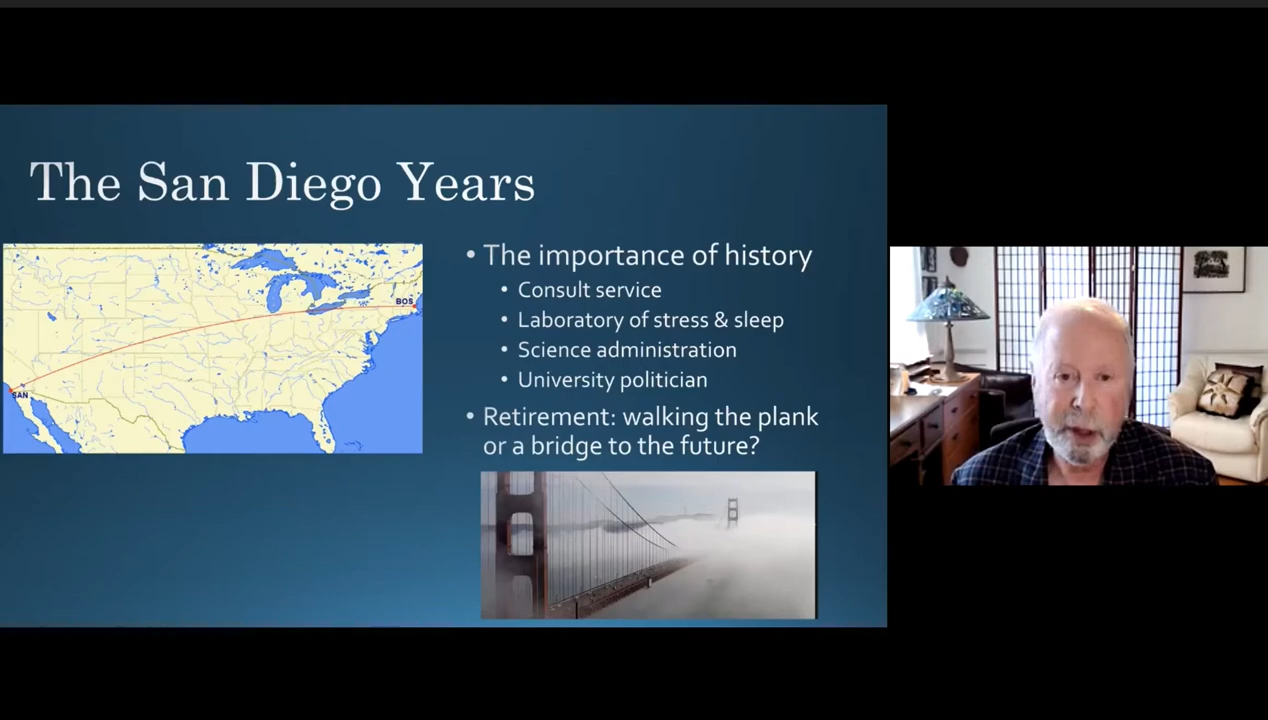 The San Diego Years
BOS
SAN
• The importance of history
• Consult service
• Laboratory of stress & sleep
• Science administration
• University politician
• Retirement: walking the plank
or a bridge to the future?